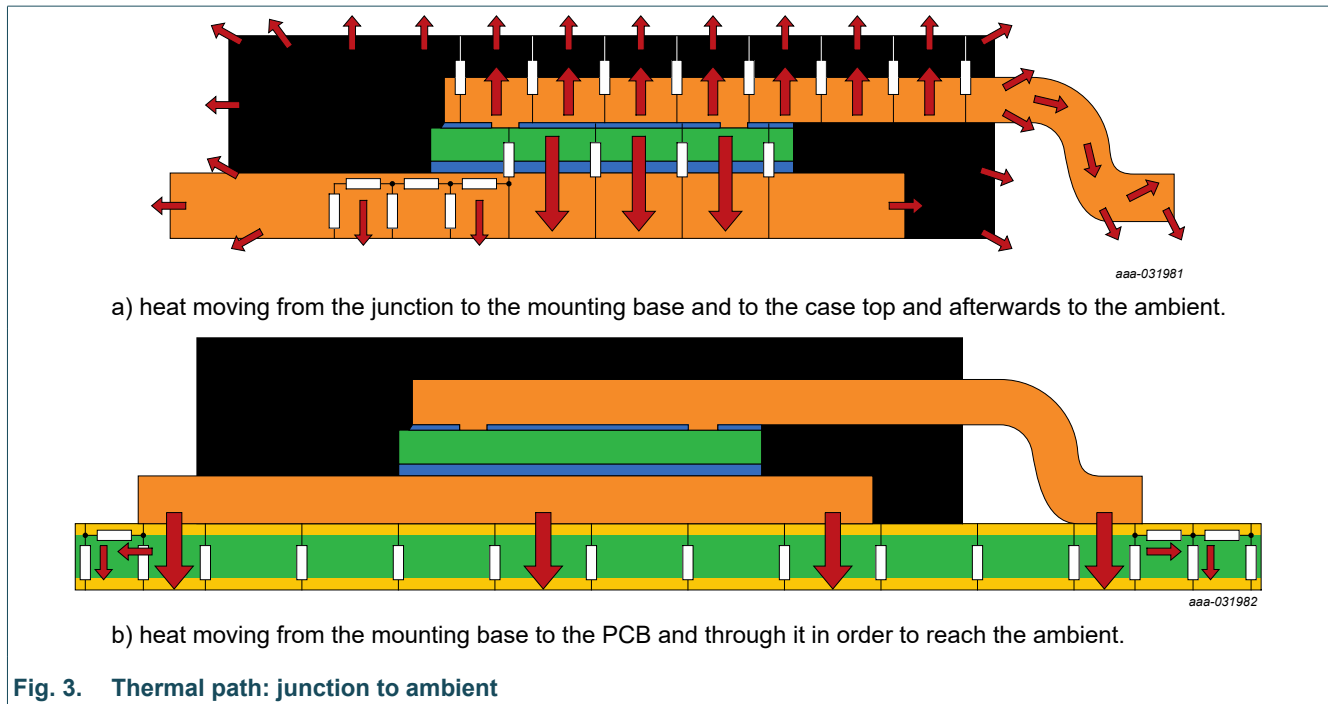 aaa-031981
a) heat moving from the junction to the mounting base and to the case top and afterwards to the ambient.
aaa-031982
b) heat moving from the mounting base to the PCB and through it in order to reach the ambient.
Fig. 3. Thermal path: junction to ambient